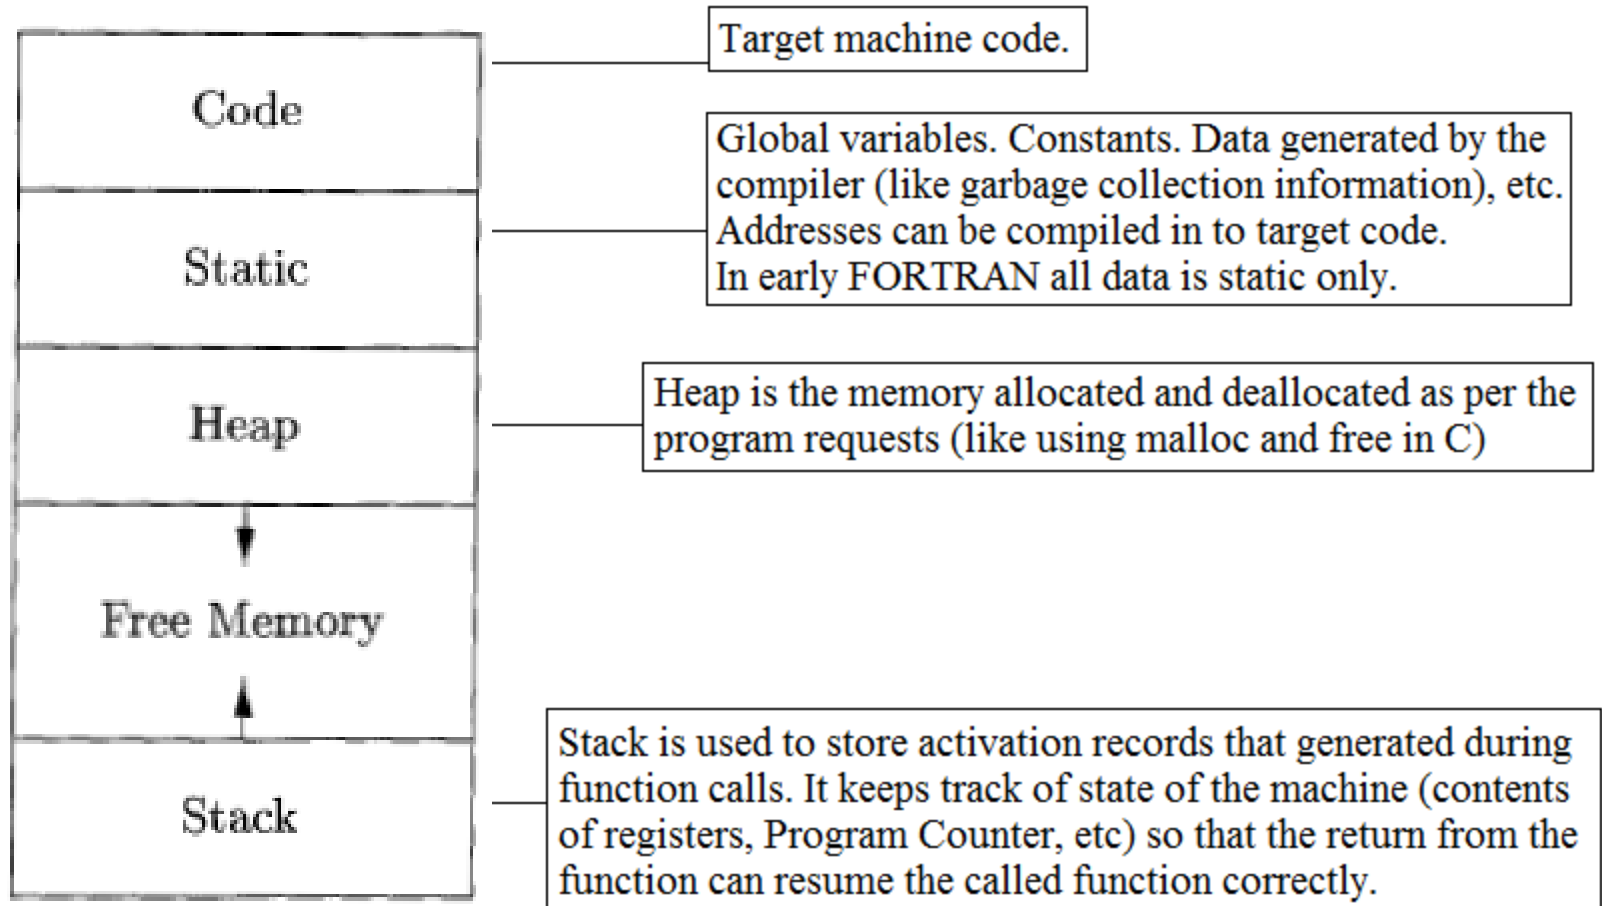 Target machine code.
Code
Global variables. Constants. Data generated by the
compiler (like garbage collection information), etc.
Addresses can be compiled in to target code.
In early FORTRAN all data is static only.
Static
Heap is the memory allocated and deallocated as per the
program requests (like using malloc and free in C)
Heap
Free Memory
Stack is used to store activation records that generated during
function calls. It keeps track of state of the machine (contents
of registers, Program Counter, etc) so that the return from the
function can resume the called function correctly.
Stack